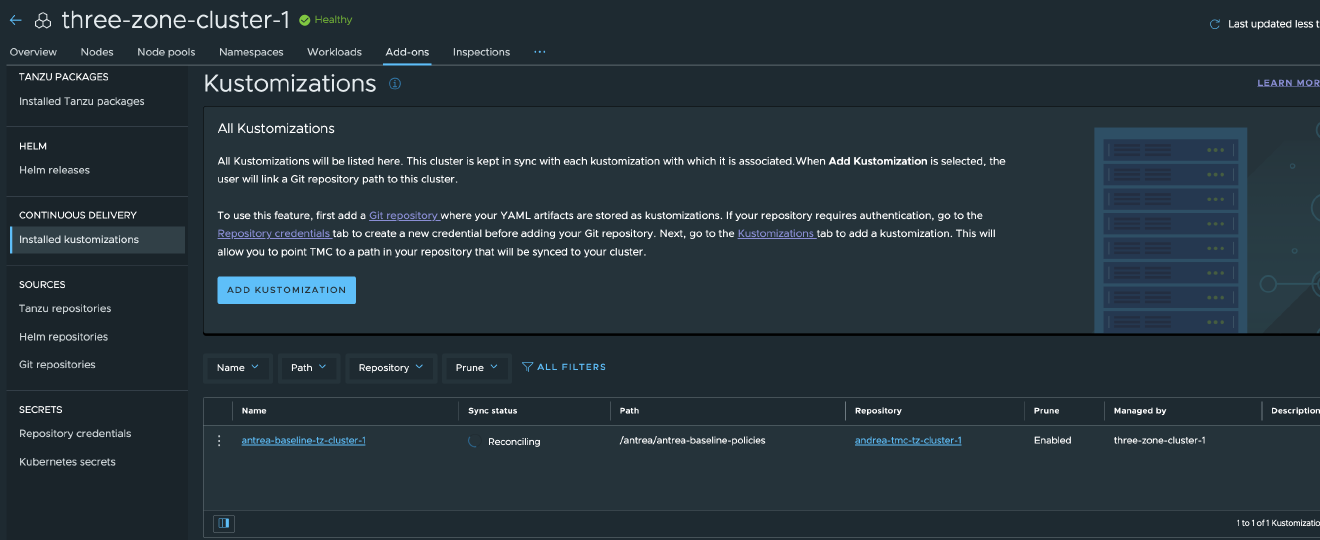 three-zone-cluster-1 Healthy
Last updated less t
Overview Nodes Node pools Namespaces Workloads Add-ons Inspections ...
TANZU PACKAGES
Installed Tanzu packages
HELM
Helm releases
CONTINUOUS DELIVERY
Installed kustomizations
SOURCES
Tanzu repositories
Helm repositories
Git repositories
SECRETS
Repository credentials
Kubernetes secrets
Kustomizations
LEARN MOR
All Kustomizations
All Kustomizations will be listed here. This cluster is kept in sync with each kustomization with which it is associated.When Add Kustomization is selected, the
user will link a Git repository path to this cluster.
To use this feature, first add a Git repository where your YAML artifacts are stored as kustomizations. If your repository requires authentication, go to the
Repository credentials tab to create a new credential before adding your Git repository. Next, go to the Kustomizations tab to add a kustomization. This will
allow you to point TMC to a path in your repository that will be synced to your cluster.
ADD KUSTOMIZATION
Name Path Repository Prune ALL FILTERS
Name Sync status Path Repository Prune Managed by Description
antrea-baseline-tz-cluster-1 Reconciling /antrea/antrea-baseline-policies andrea-tmc-tz-cluster-1 Enabled three-zone-cluster-1
1 to 1 of 1 Kustomizatio